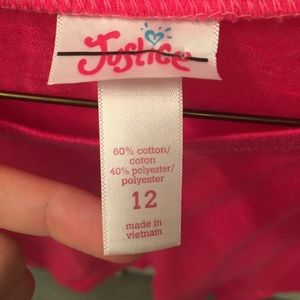 Justice
60% cotton/
coton
40% polyester/
polyester
12
made in
vietnam